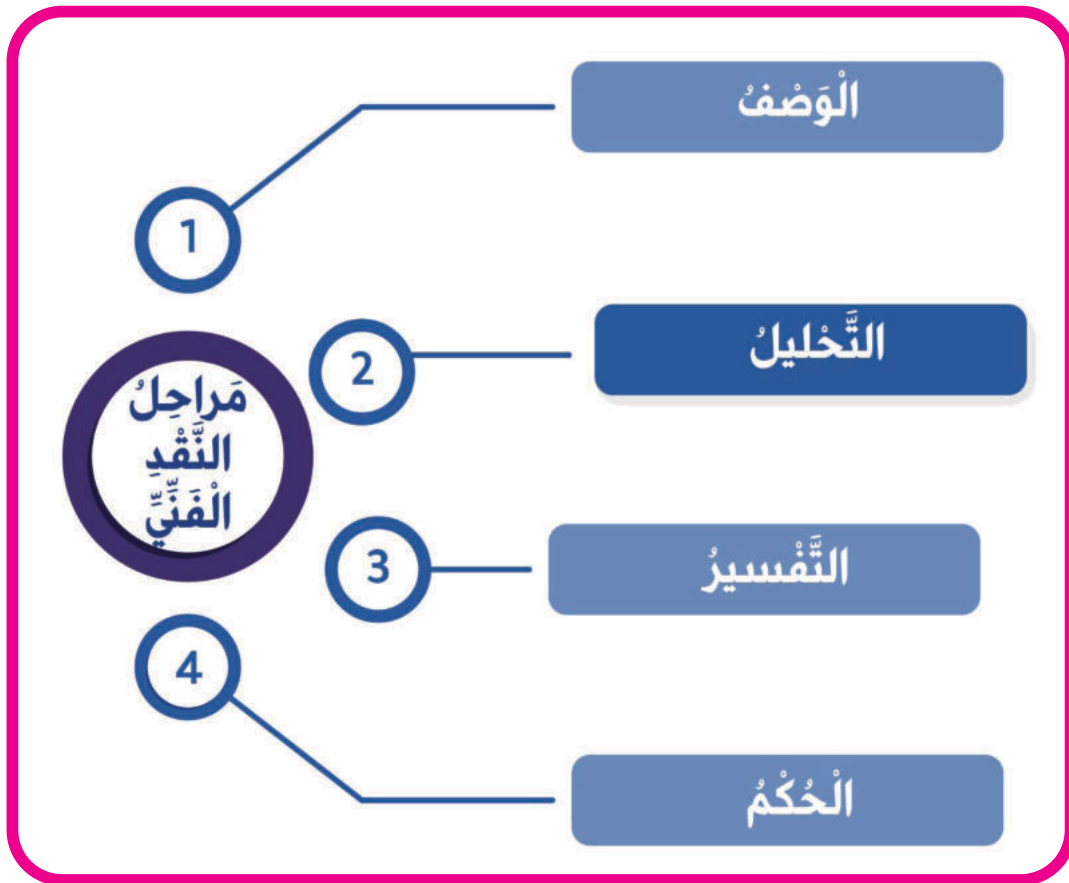 مَراحِلُ
النَّقْدِ
الْفَنِّيِّ
1
الْوَصْفُ
2
التَّحْليلُ
3
التَّفْسيرُ
4
الْحُكْمُ